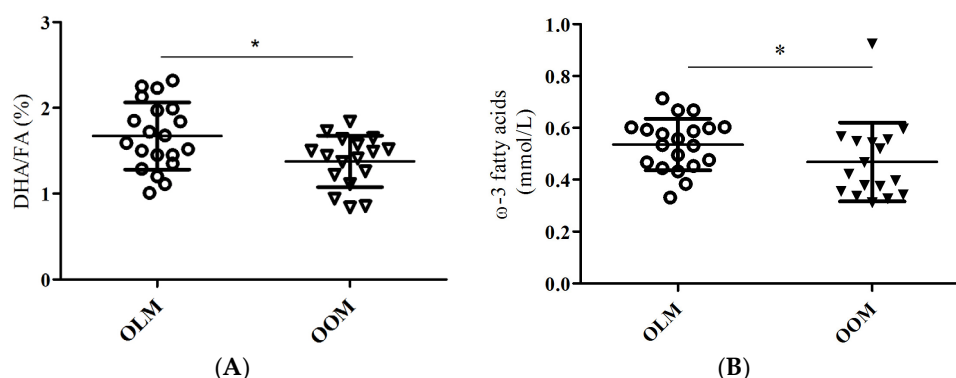 3
2
1
0
DHA/FA (%)
*
OLM
OOM
(A)
1.0
0.8
0.6
0.4
0.2
0.0
ω-3 fatty acids
(mmol/L)
*
OLM
OOM
(B)